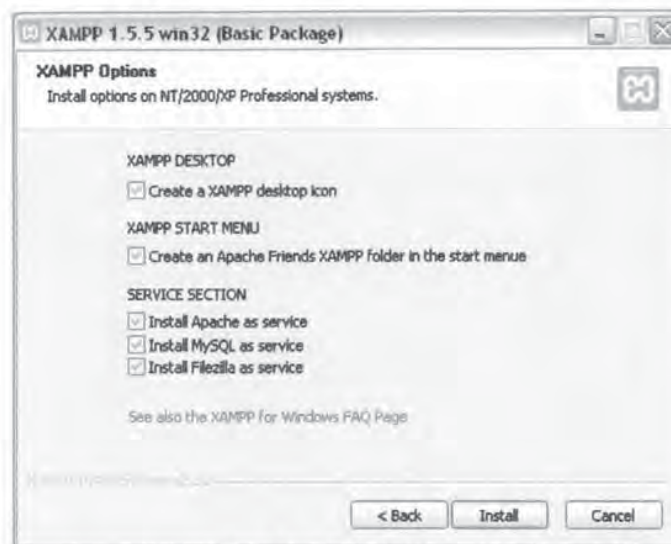 XAMPP 1.5.5 win32 (Basic Package)
XAMPP Options
Install options on NT/2000/XP Professional systems.
XAMPP DESKTOP
Create a XAMPP desktop icon
XAMPP START MENU
Create an Apache Friends XAMPP folder in the start menue
SERVICE SECTION
Install Apache as service
Install MySQL as service
Install Filezilla as service
See also the XAMPP for Windows FAQ Page
< Back
Install
Cancel